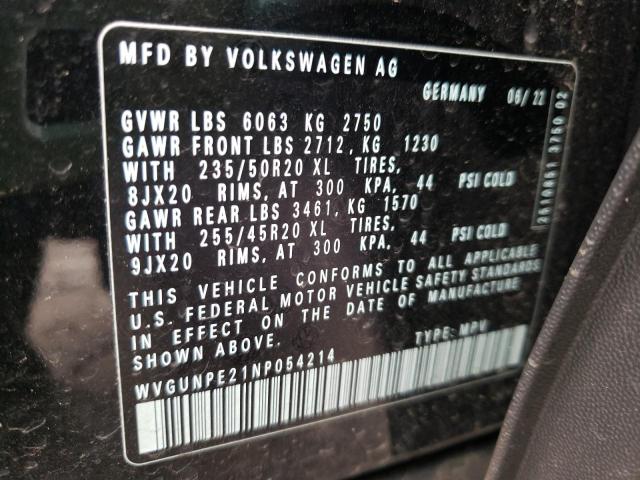 MFD BY VOLKSWAGEN AG
GERMANY 06/22
GVWR LBS 6063 KG 2750
GAWR FRONT LBS 2712, KG 1230
WITH 235/50R20 XL TIRES,
8JX20 RIMS, AT 300 KPA, 44 PSI COLD
GAWR REAR LBS 3461, KG 1570
WITH 255/45R20 XL TIRES,
9JX20 RIMS, AT 300 KPA, 44 PSI COLD
THIS VEHICLE CONFORMS TO ALL APPLICABLE
U.S. FEDERAL MOTOR VEHICLE SAFETY STANDARDS
IN EFFECT ON THE DATE OF MANUFACTURE
SHOWN ABOVE.
TYPE: MPV
WVGUNPE21NP054214